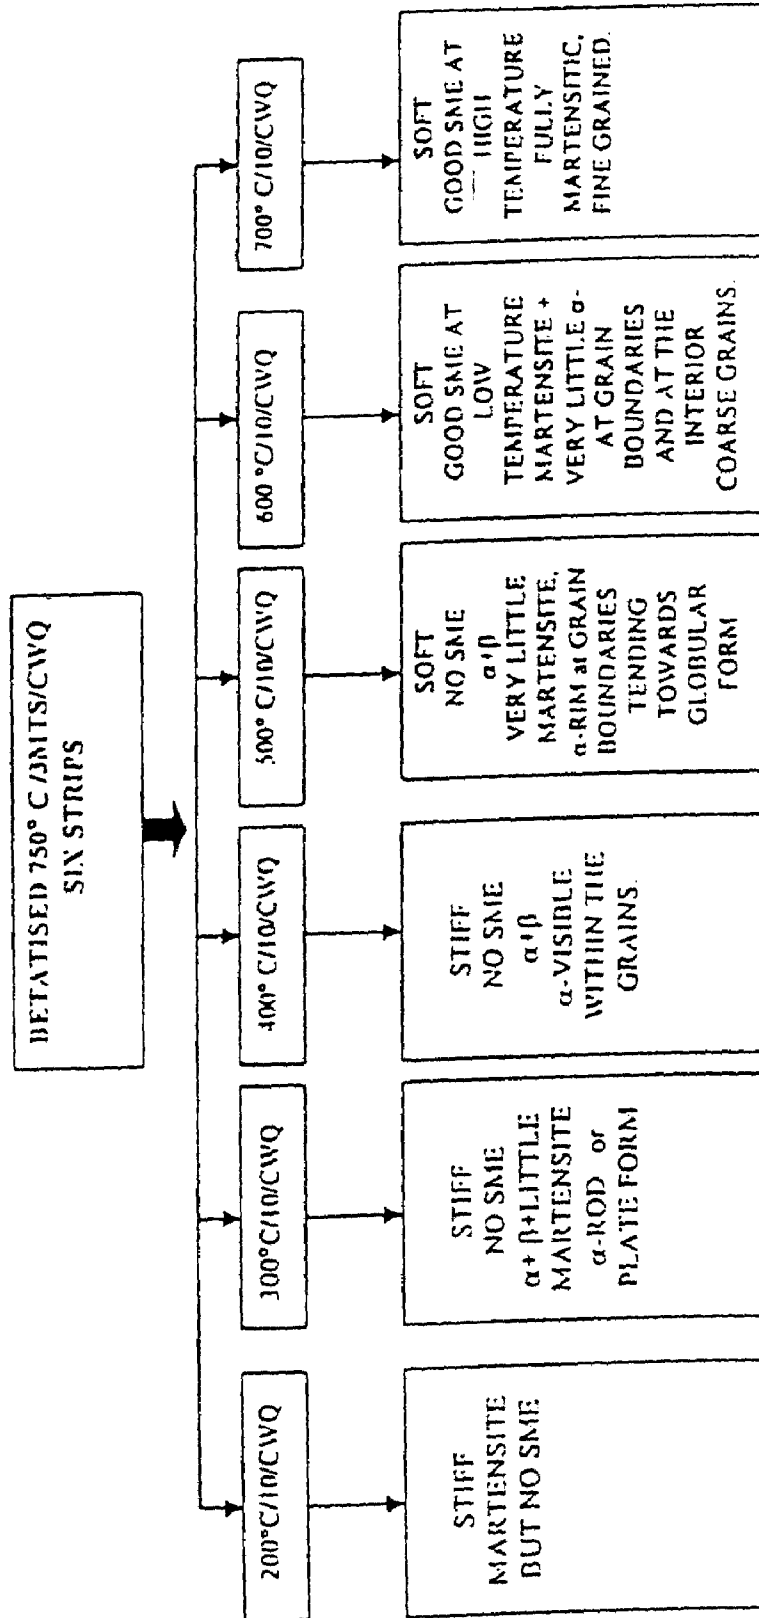 BETATISED 750° C /3MTS/CWQ
SIX STRIPS
200°C/10/CWQ
300°C/10/CWQ
400° C/10/CWQ
500° C/10/CWQ
600 °C/10/CWQ
700° C/10/CWQ
STIFF
MARTENSITE
BUT NO SME
STIFF
NO SME
α+ β+LITTLE
MARTENSITE
α-ROD or
PLATE FORM
STIFF
NO SME
α+β
α-VISIBLE
WITHIN THE
GRAINS.
SOFT
NO SME
α+β
VERY LITTLE
MARTENSITE,
α-RIM at GRAIN
BOUNDARIES
TENDING
TOWARDS
GLOBULAR
FORM
SOFT
GOOD SME AT
LOW
TEMPERATURE
MARTENSITE +
VERY LITTLE α-
AT GRAIN
BOUNDARIES
AND AT THE
INTERIOR
COARSE GRAINS.
SOFT
GOOD SME AT
HIGH
TEMPERATURE
FULLY
MARTENSITIC,
FINE GRAINED.